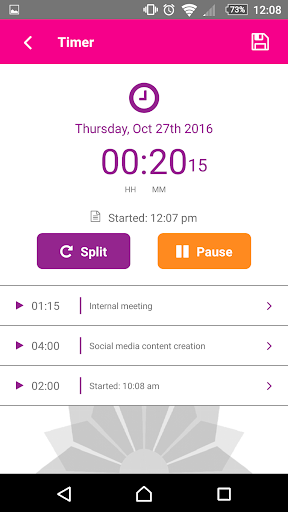 73% 12:08
Timer
Thursday, Oct 27th 2016
00:20 15
HH MM
Started: 12:07 pm
Split Pause
01:15 Internal meeting
04:00 Social media content creation
02:00 Started: 10:08 am